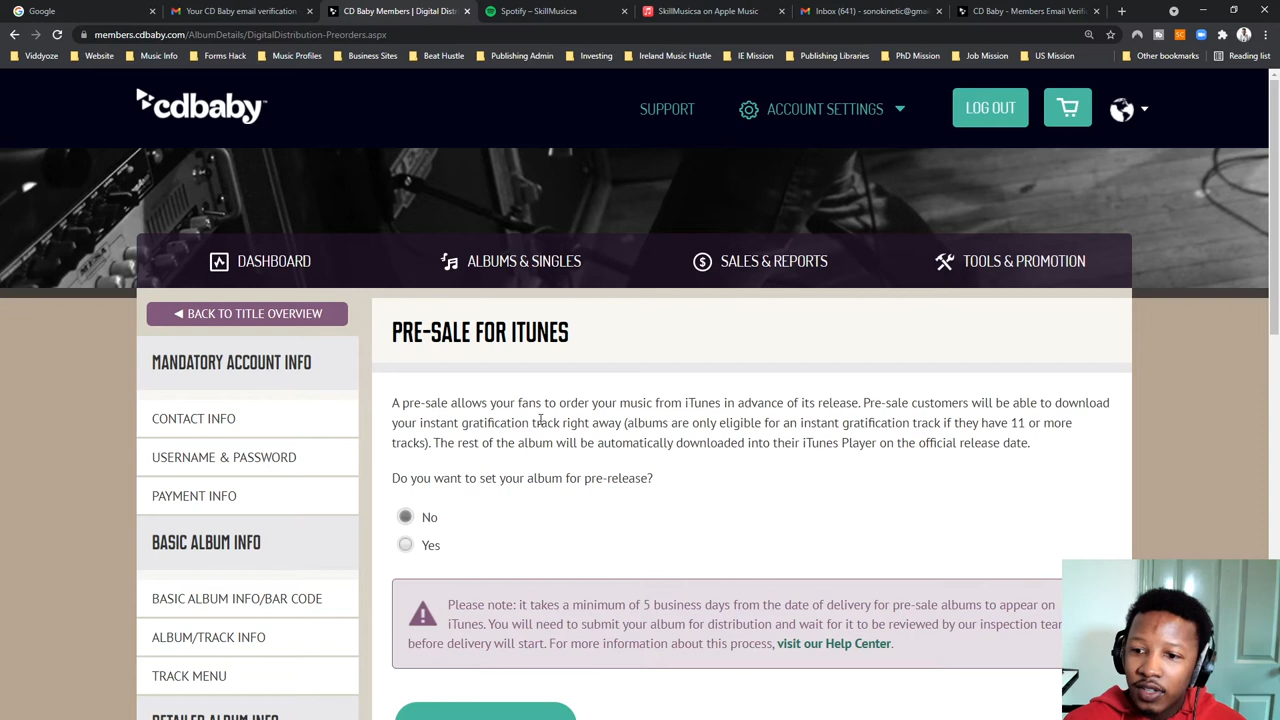 Google
Your CD Baby email verification
CD Baby Members | Digital Dist
Spotify – SkillMusicsa
SkillMusicsa on Apple Music
Inbox (641) – sonokinetic@gmai
CD Baby - Members Email Verifi
members.cdbaby.com/AlbumDetails/DigitalDistribution-Preorders.aspx
Viddyoze
Website
Music Info
Forms Hack
Music Profiles
Business Sites
Beatstars
Publishing Admin
Investing
Ireland Music Hustle
IE Mission
Publishing Libraries
PhD Mission
Job Mission
US Mission
Other bookmarks
Reading list
cdbaby
SUPPORT
ACCOUNT SETTINGS
LOG OUT
DASHBOARD
ALBUMS & SINGLES
SALES & REPORTS
TOOLS & PROMOTION
BACK TO TITLE OVERVIEW
MANDATORY ACCOUNT INFO
CONTACT INFO
USERNAME & PASSWORD
PAYMENT INFO
BASIC ALBUM INFO
BASIC ALBUM INFO/BAR CODE
ALBUM/TRACK INFO
TRACK MENU
DETAILED ALBUM INFO
PRE-SALE FOR ITUNES
A pre-sale allows your fans to order your music from iTunes in advance of its release. Pre-sale customers will be able to download
your instant gratification track right away (albums are only eligible for an instant gratification track if they have 11 or more
tracks). The rest of the album will be automatically downloaded into their iTunes Player on the official release date.
Do you want to set your album for pre-release?
No
Yes
Please note: it takes a minimum of 5 business days from the date of delivery for pre-sale albums to appear on
iTunes. You will need to submit your album for distribution and wait for it to be reviewed by our inspection team
before delivery will start. For more information about this process, visit our Help Center.